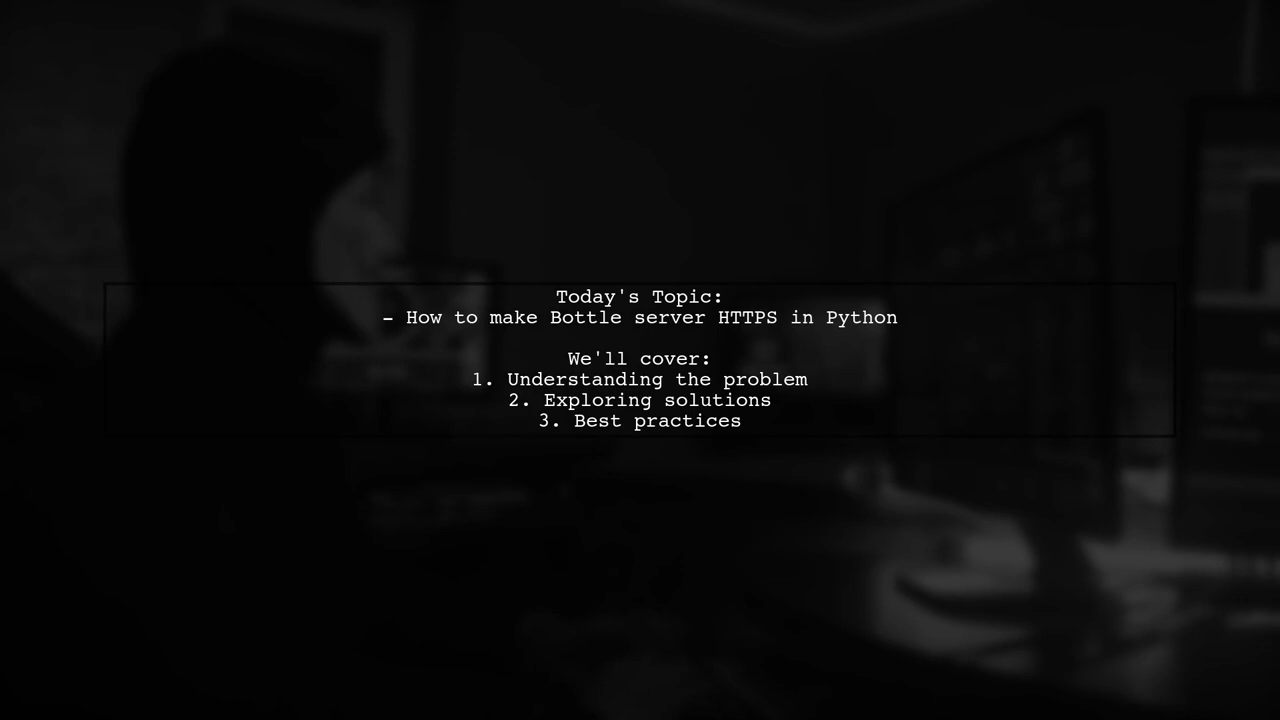 Today's Topic:
- How to make Bottle server HTTPS in Python
We'll cover:
1. Understanding the problem
2. Exploring solutions
3. Best practices